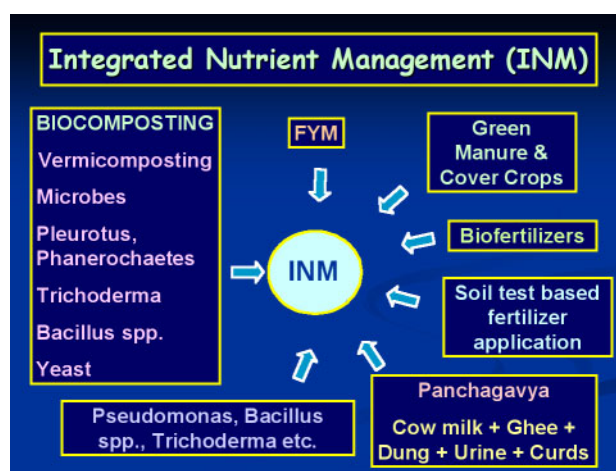 Integrated Nutrient Management (INM)
BIOCOMPOSTING
Vermicomposting
Microbes
Pleurotus,
Phanerochaetes
Trichoderma
Bacillus spp.
Yeast
FYM
Green
Manure &
Cover Crops
Biofertilizers
INM
Soil test based
fertilizer
application
Panchagavya
Cow milk + Ghee +
Dung + Urine + Curds
Pseudomonas, Bacillus
spp., Trichoderma etc.